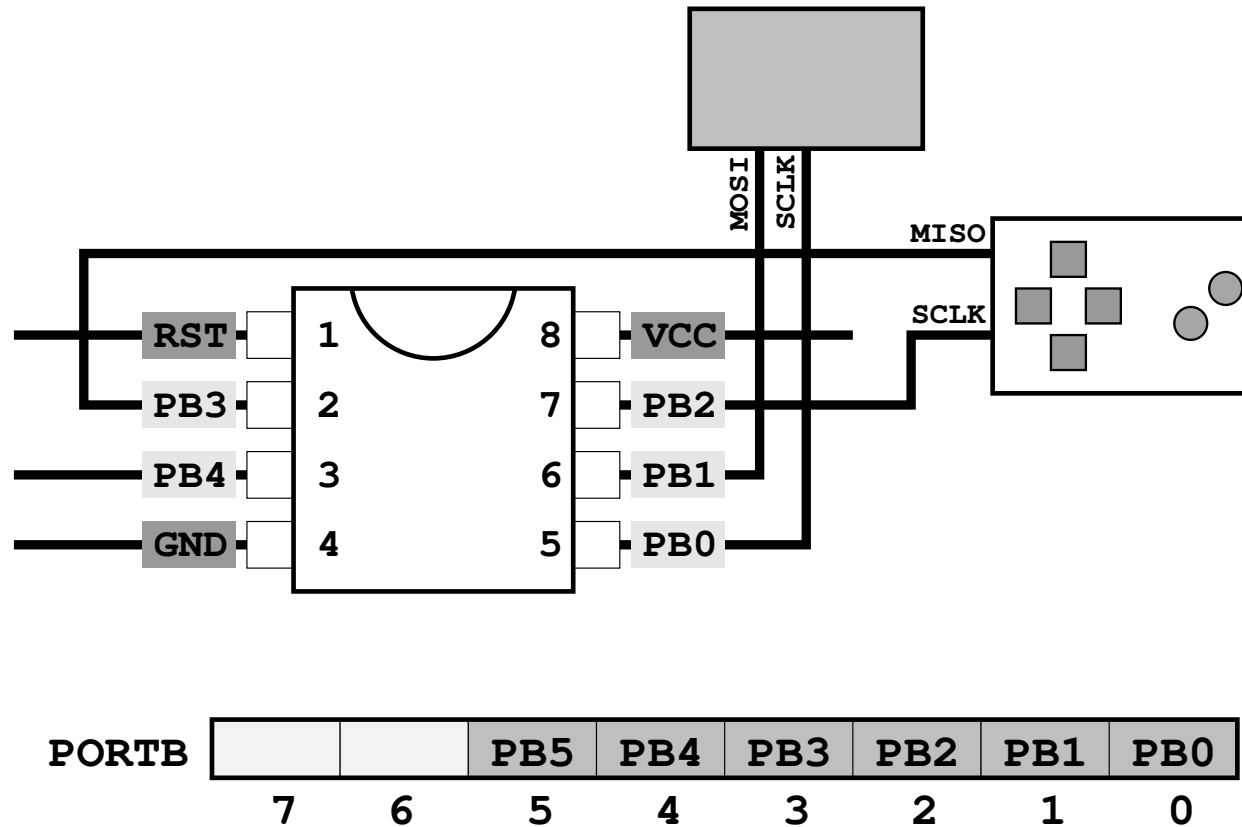 MOSI
SCLK
MISO
SCLK
RST 1 8 VCC
PB3 2 7 PB2
PB4 3 6 PB1
GND 4 5 PB0
PORTB PB5 PB4 PB3 PB2 PB1 PB0
7 6 5 4 3 2 1 0